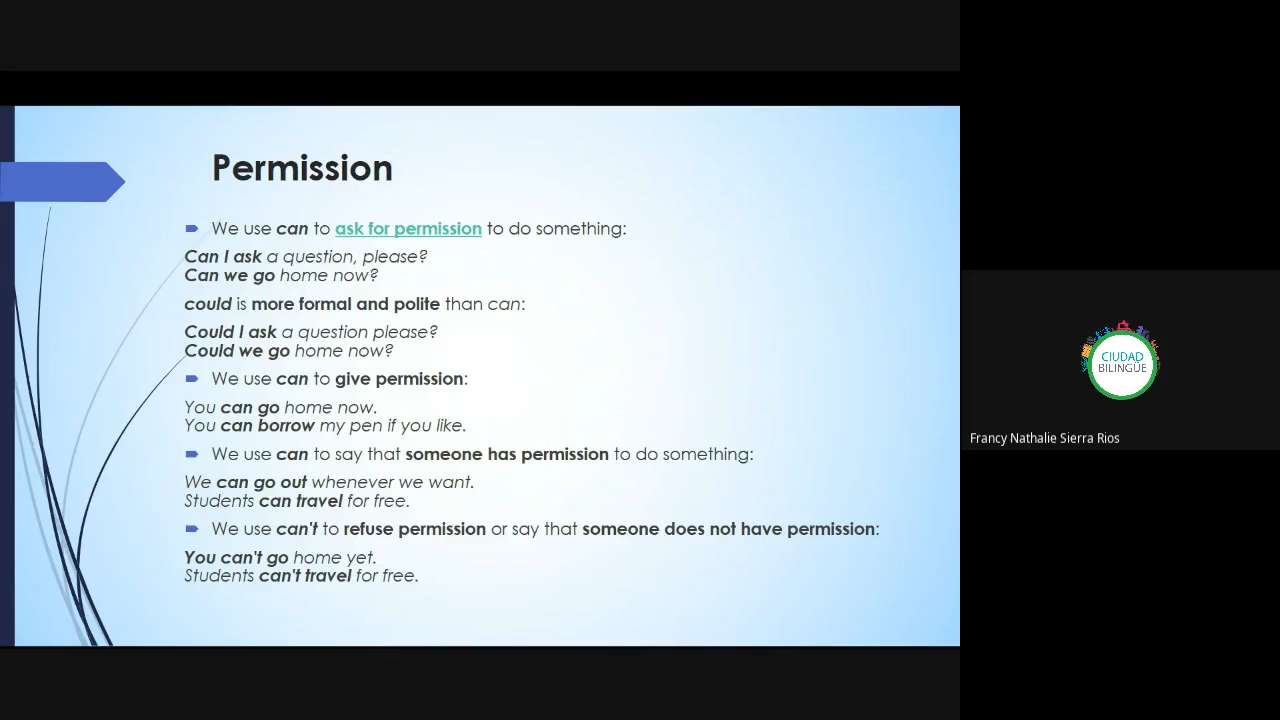 Permission
We use can to ask for permission to do something:
Can I ask a question, please?
Can we go home now?
could is more formal and polite than can:
Could I ask a question please?
Could we go home now?
We use can to give permission:
You can go home now.
You can borrow my pen if you like.
We use can to say that someone has permission to do something:
We can go out whenever we want.
Students can travel for free.
We use can't to refuse permission or say that someone does not have permission:
You can't go home yet.
Students can't travel for free.
CIUDAD
BILINGÜE
Francy Nathalie Sierra Rios